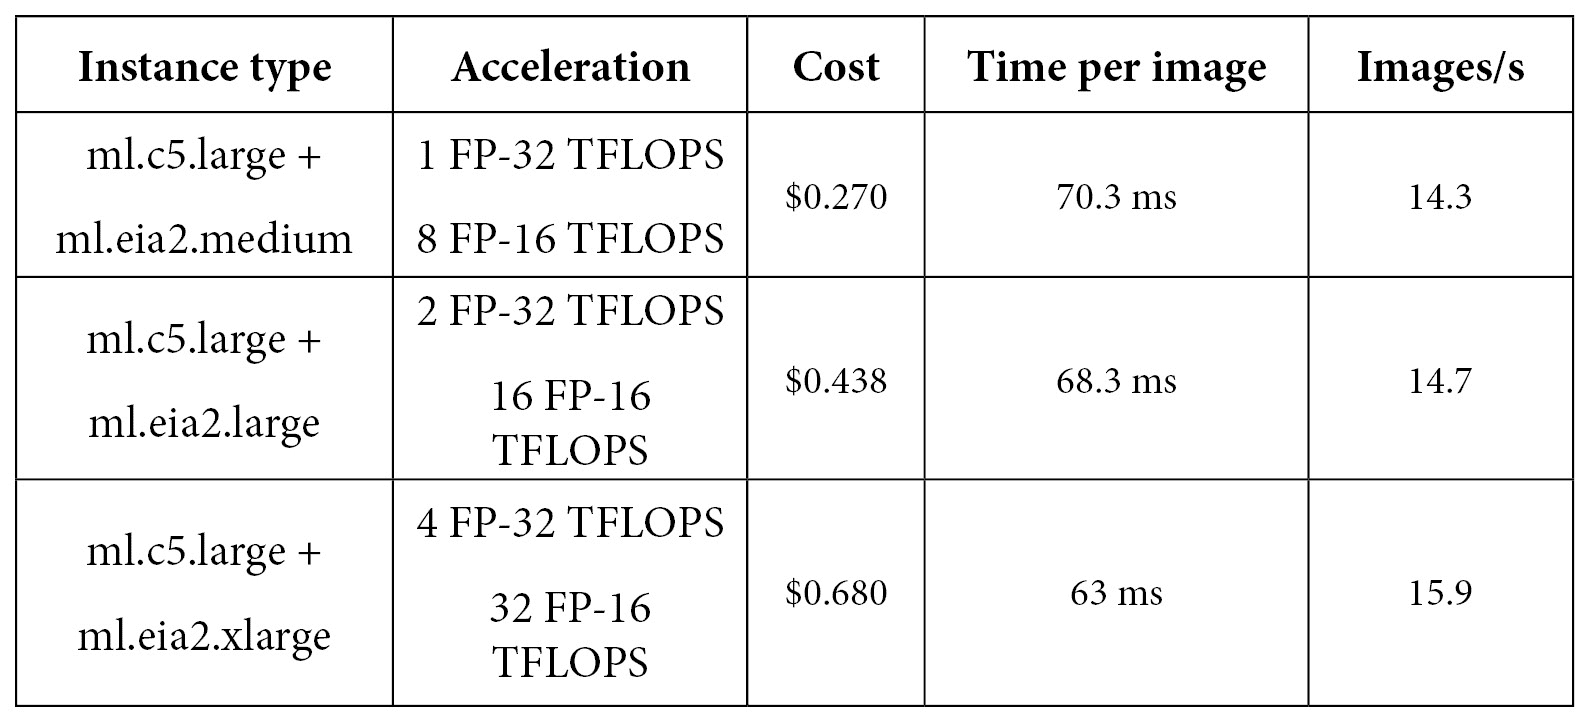 Instance type Acceleration Cost Time per image Images/s
ml.c5.large +
ml.eia2.medium
1 FP-32 TFLOPS
8 FP-16 TFLOPS
$0.270
70.3 ms
14.3
ml.c5.large +
ml.eia2.large
2 FP-32 TFLOPS
16 FP-16
TFLOPS
$0.438
68.3 ms
14.7
ml.c5.large +
ml.eia2.xlarge
4 FP-32 TFLOPS
32 FP-16
TFLOPS
$0.680
63 ms
15.9